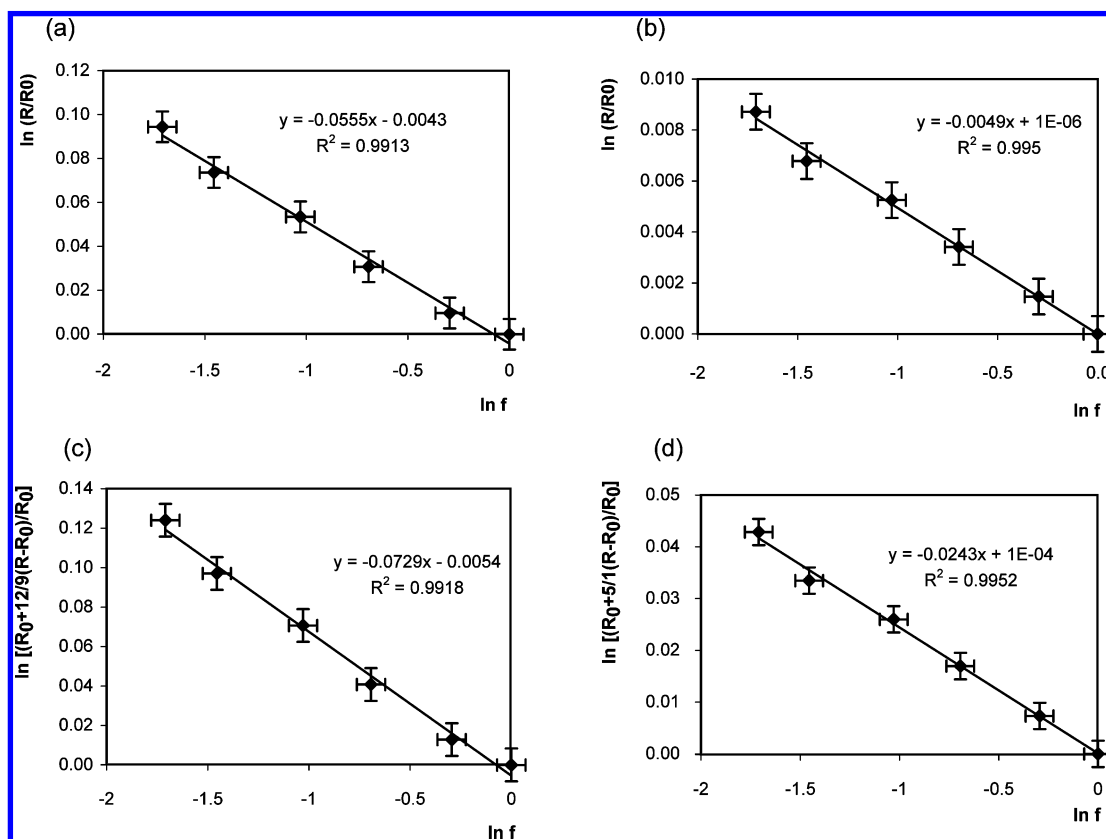 (a)
ln (R/R0)
0.12
0.10
0.08
0.06
0.04
0.02
0.00
y = -0.0555x - 0.0043
R² = 0.9913
-2
-1.5
-1
-0.5
0
ln f
(b)
ln (R/R0)
0.010
0.008
0.006
0.004
0.002
0.000
y = -0.0049x + 1E-06
R² = 0.995
-2
-1.5
-1
-0.5
0.0
ln f
(c)
ln [(R₀+12/9(R-R₀)/R₀]
0.14
0.12
0.10
0.08
0.06
0.04
0.02
0.00
y = -0.0729x - 0.0054
R² = 0.9918
-2
-1.5
-1
-0.5
0
ln f
(d)
ln [(R₀+5/1(R-R₀)/R₀]
0.05
0.04
0.03
0.02
0.01
0.00
y = -0.0243x + 1E-04
R² = 0.9952
-2
-1.5
-1
-0.5
0
ln f